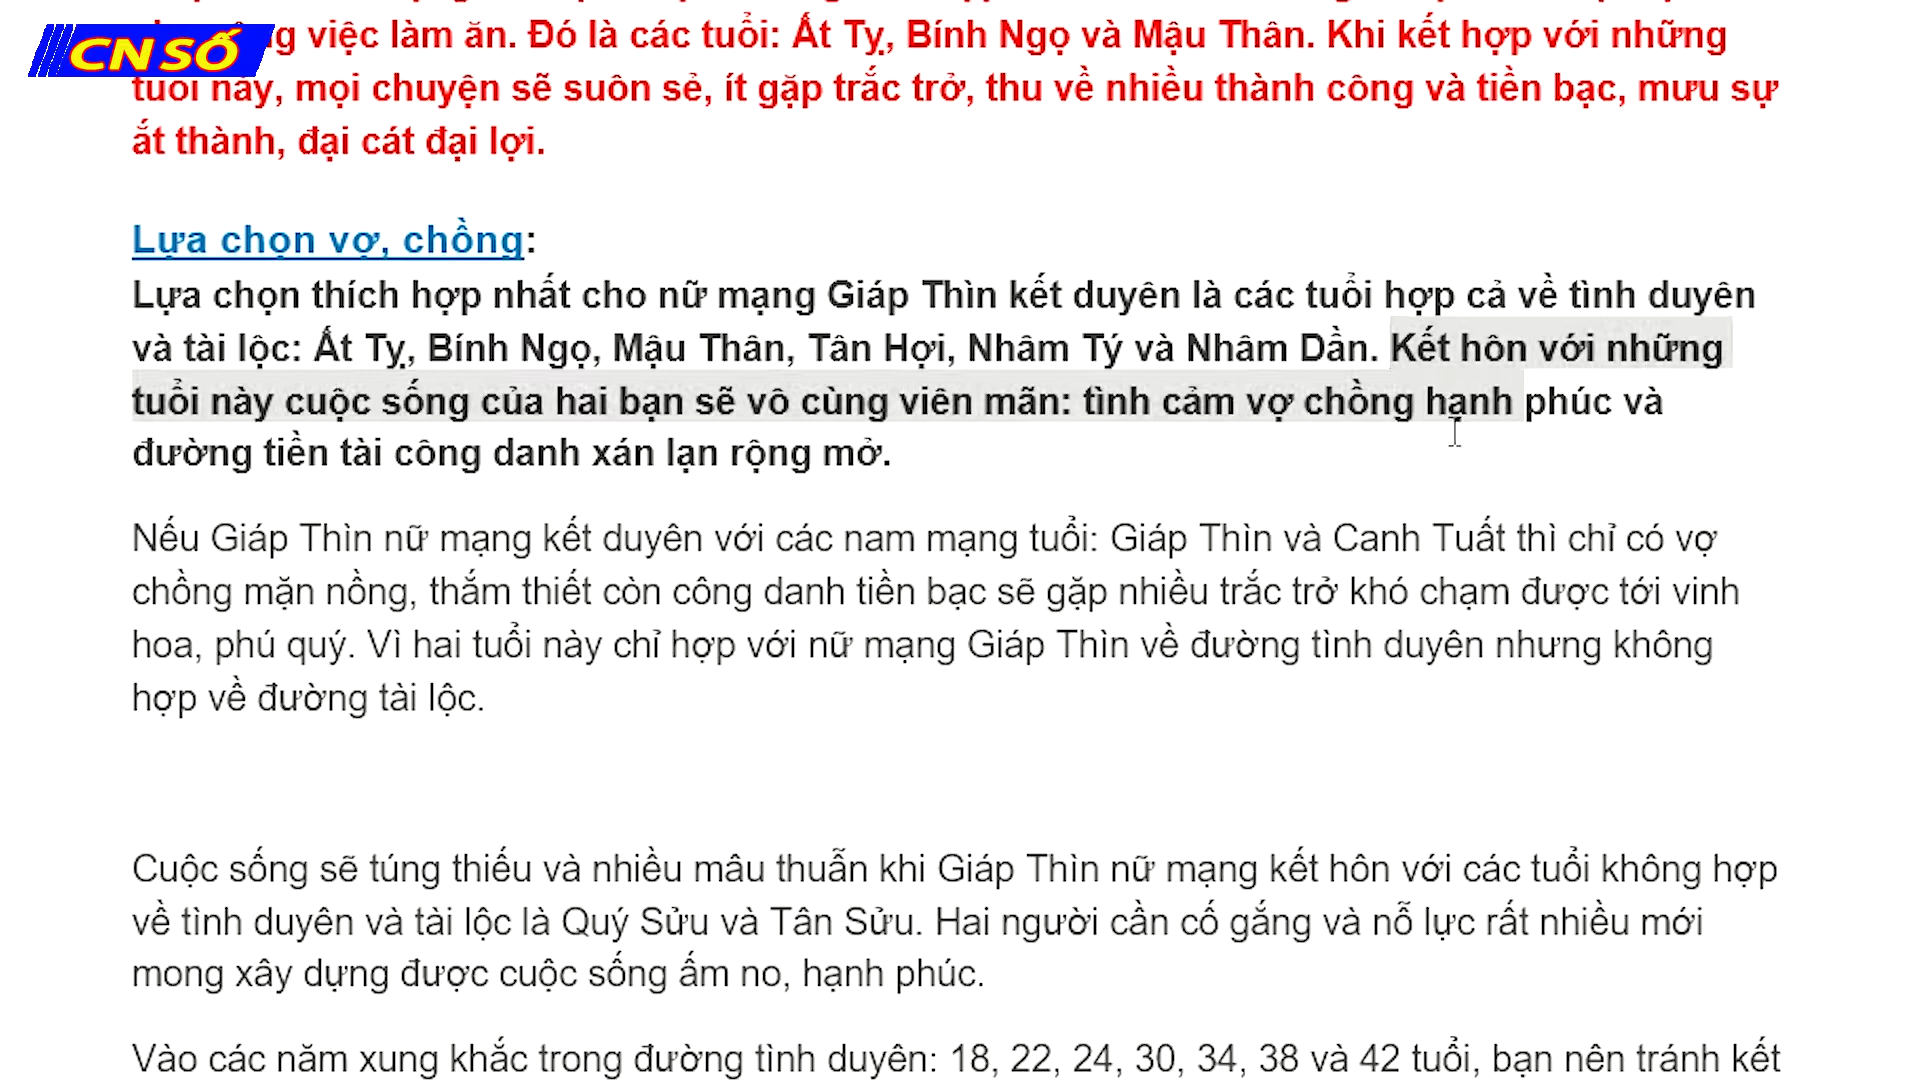 CN SỐ
việc làm ăn. Đó là các tuổi: Ất Tỵ, Bính Ngọ và Mậu Thân. Khi kết hợp với những
tuổi này, mọi chuyện sẽ suôn sẻ, ít gặp trắc trở, thu về nhiều thành công và tiền bạc, mưu sự
ắt thành, đại cát đại lợi.
Lựa chọn vợ, chồng:
Lựa chọn thích hợp nhất cho nữ mạng Giáp Thìn kết duyên là các tuổi hợp cả về tình duyên
và tài lộc: Ất Tỵ, Bính Ngọ, Mậu Thân, Tân Hợi, Nhâm Tý và Nhâm Dần. Kết hôn với những
tuổi này cuộc sống của hai bạn sẽ vô cùng viên mãn: tình cảm vợ chồng hạnh phúc và
đường tiền tài công danh xán lạn rộng mở.
Nếu Giáp Thìn nữ mạng kết duyên với các nam mạng tuổi: Giáp Thìn và Canh Tuất thì chỉ có vợ
chồng mặn nồng, thắm thiết còn công danh tiền bạc sẽ gặp nhiều trắc trở khó chạm được tới vinh
hoa, phú quý. Vì hai tuổi này chỉ hợp với nữ mạng Giáp Thìn về đường tình duyên nhưng không
hợp về đường tài lộc.
Cuộc sống sẽ túng thiếu và nhiều mâu thuẫn khi Giáp Thìn nữ mạng kết hôn với các tuổi không hợp
về tình duyên và tài lộc là Quý Sửu và Tân Sửu. Hai người cần cố gắng và nỗ lực rất nhiều mới
mong xây dựng được cuộc sống ấm no, hạnh phúc.
Vào các năm xung khắc trong đường tình duyên: 18, 22, 24, 30, 34, 38 và 42 tuổi, bạn nên tránh kết